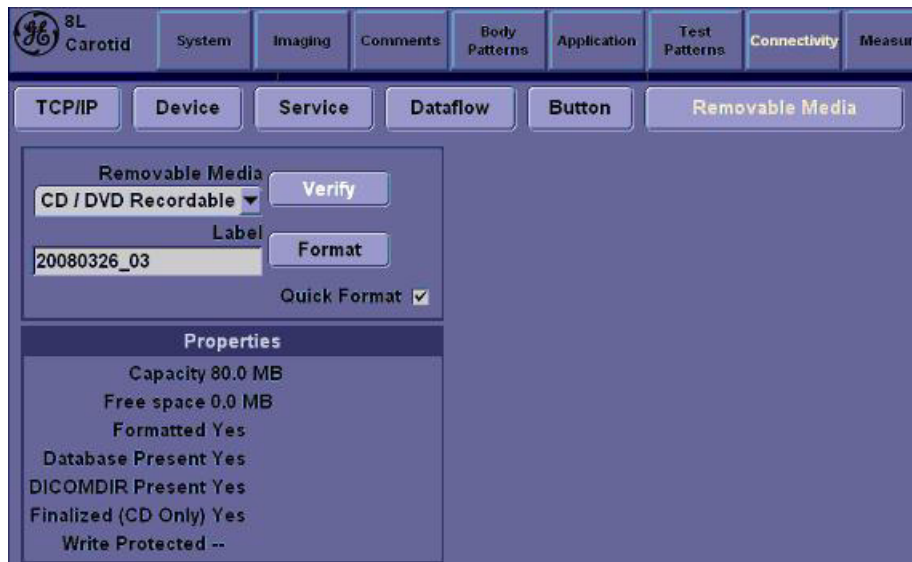 GE 8L Carotid
System
Imaging
Comments
Body Patterns
Application
Test Patterns
Connectivity
Measur
TCP/IP
Device
Service
Dataflow
Button
Removable Media
Removable Media
CD / DVD Recordable
Verify
Label
20080326_03
Format
Quick Format
Properties
Capacity 80.0 MB
Free space 0.0 MB
Formatted Yes
Database Present Yes
DICOMDIR Present Yes
Finalized (CD Only) Yes
Write Protected --